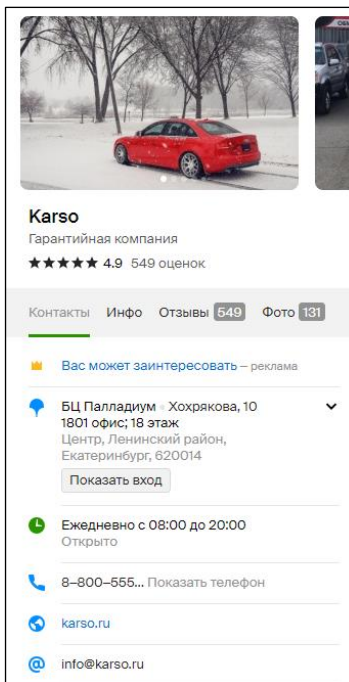 Karso
Гарантийная компания
★★★★★ 4.9 549 оценок
Контакты Инфо Отзывы 549 Фото 131
Вас может заинтересовать – реклама
БЦ Палладиум • Хохрякова, 10
1801 офис; 18 этаж
Центр, Ленинский район,
Екатеринбург, 620014
Показать вход
Ежедневно с 08:00 до 20:00
Открыто
8–800–555... Показать телефон
karso.ru
info@karso.ru